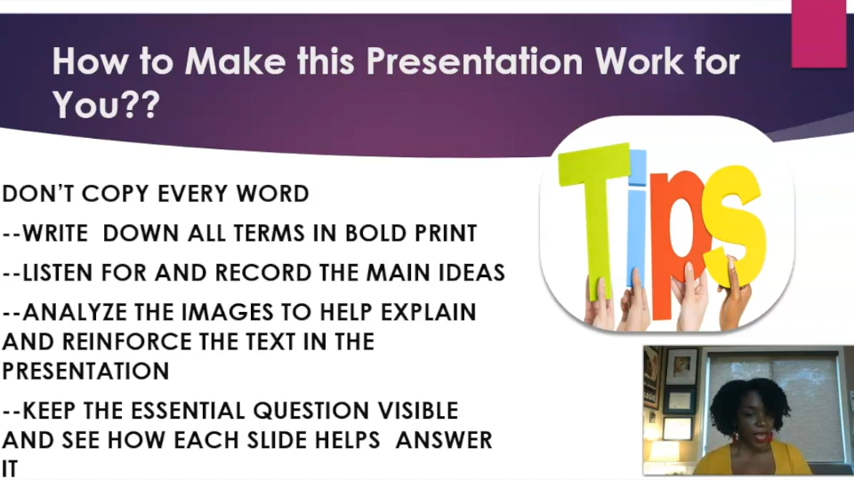 How to Make this Presentation Work for
You??
Tips
DON'T COPY EVERY WORD
--WRITE DOWN ALL TERMS IN BOLD PRINT
--LISTEN FOR AND RECORD THE MAIN IDEAS
--ANALYZE THE IMAGES TO HELP EXPLAIN
AND REINFORCE THE TEXT IN THE
PRESENTATION
--KEEP THE ESSENTIAL QUESTION VISIBLE
AND SEE HOW EACH SLIDE HELPS ANSWER
IT